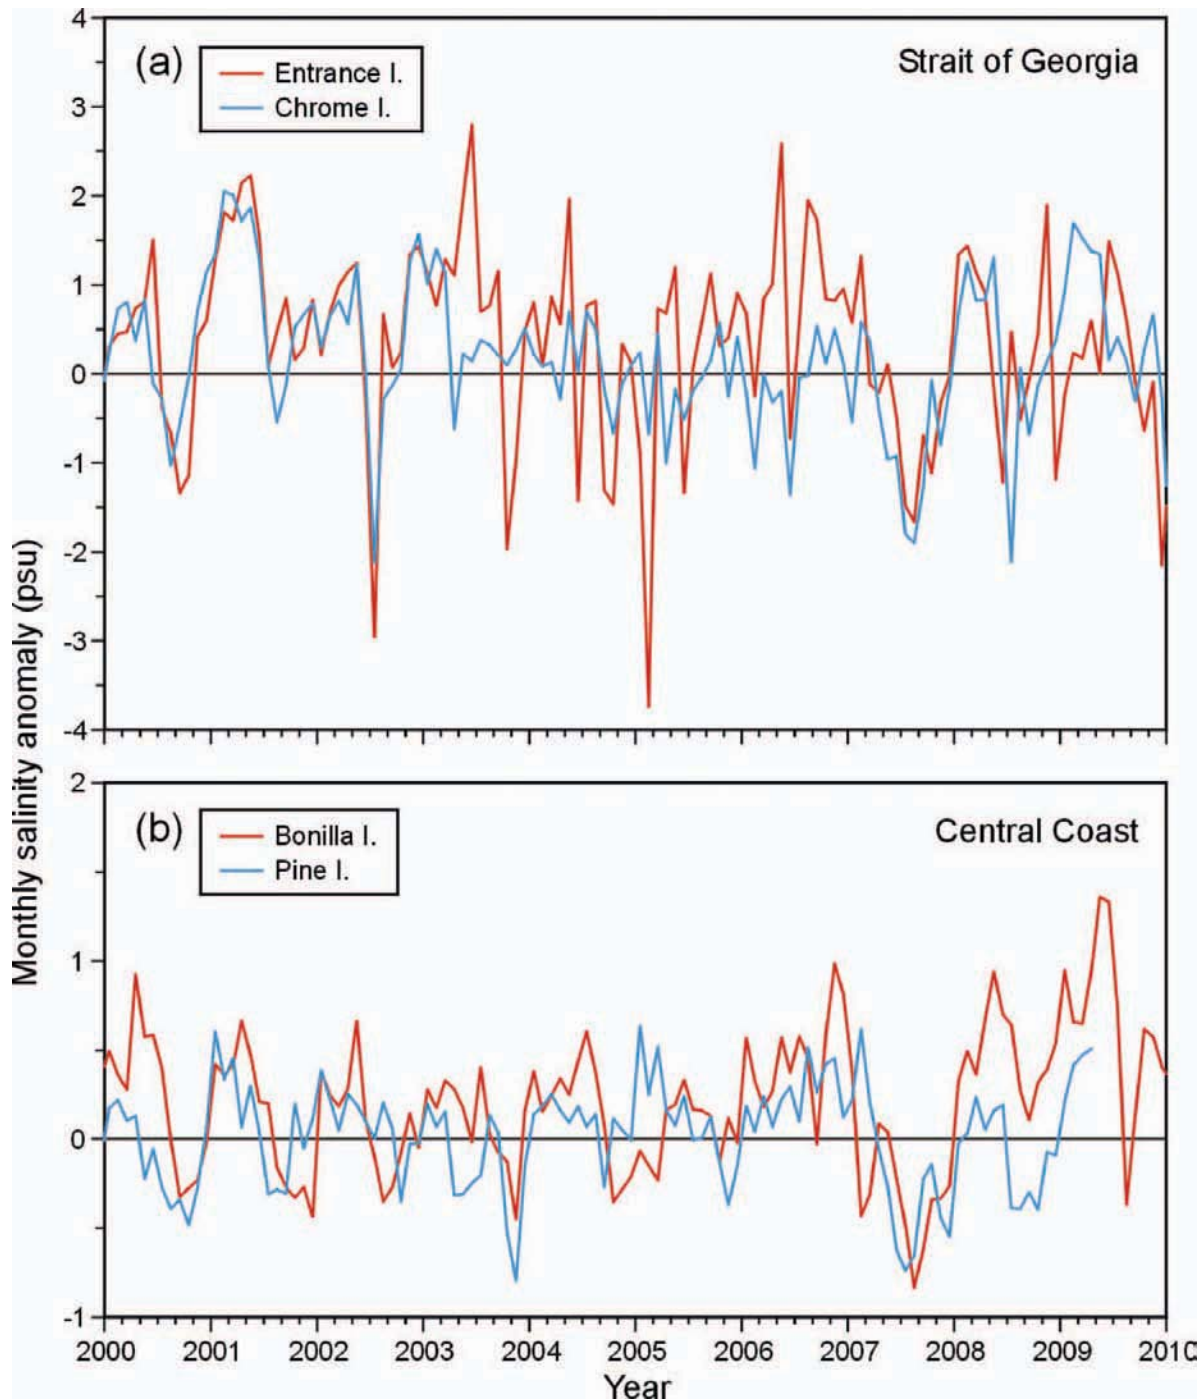 4
(a)
Entrance I.
Chrome I.
Strait of Georgia
3
2
1
0
-1
-2
-3
-4
Monthly salinity anomaly (psu)
2
(b)
Bonilla I.
Pine I.
Central Coast
1
0
-1
2000 2001 2002 2003 2004 2005 2006 2007 2008 2009 2010
Year